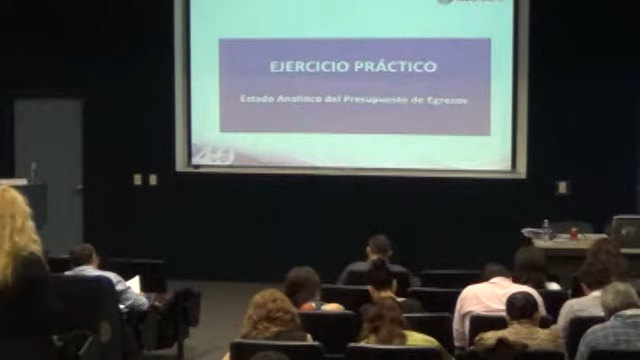 EJERCICIO PRÁCTICO
Estado Analítico del Presupuesto de Egresos